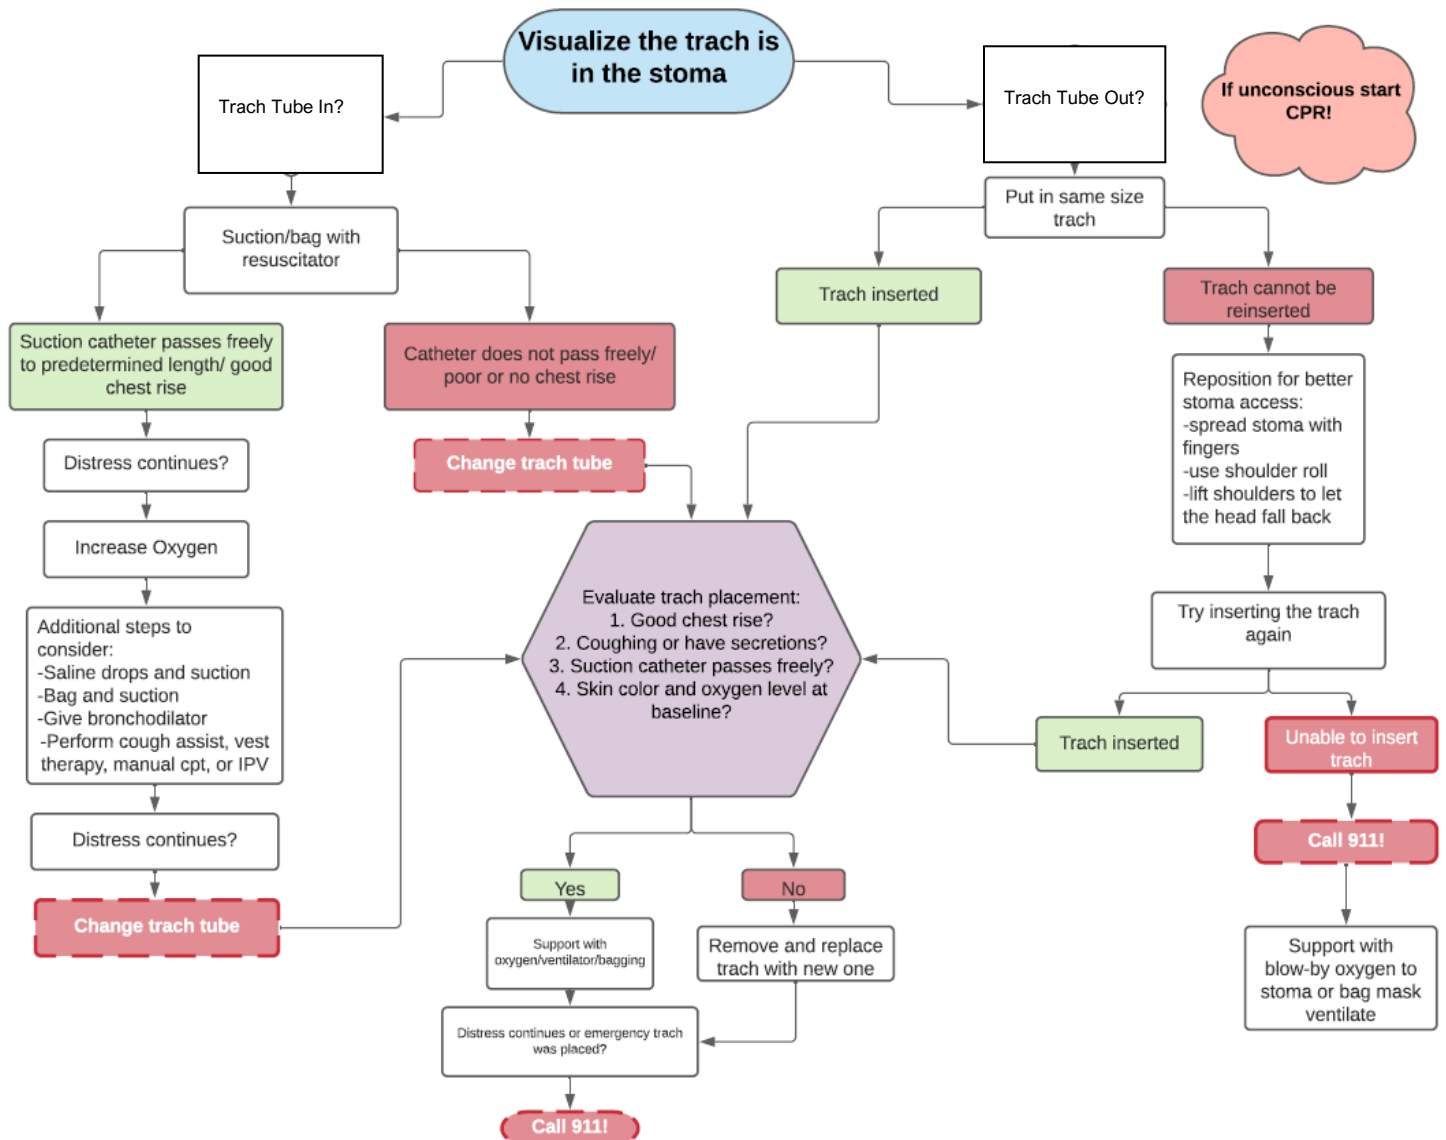 Visualize the trach is
in the stoma
Trach Tube In?
Trach Tube Out?
If unconscious start
CPR!
Suction/bag with
resuscitator
Put in same size
trach
Suction catheter passes freely
to predetermined length/ good
chest rise
Catheter does not pass freely/
poor or no chest rise
Trach inserted
Trach cannot be
reinserted
Distress continues?
Change trach tube
Reposition for better
stoma access:
-spread stoma with
fingers
-use shoulder roll
-lift shoulders to let
the head fall back
Increase Oxygen
Additional steps to
consider:
-Saline drops and suction
-Bag and suction
-Give bronchodilator
-Perform cough assist, vest
therapy, manual cpt, or IPV
Evaluate trach placement:
1. Good chest rise?
2. Coughing or have secretions?
3. Suction catheter passes freely?
4. Skin color and oxygen level at
baseline?
Try inserting the trach
again
Trach inserted
Unable to insert
trach
Distress continues?
Change trach tube
Call 911!
Yes
No
Support with
oxygen/ventilator/bagging
Remove and replace
trach with new one
Support with
blow-by oxygen to
stoma or bag mask
ventilate
Distress continues or emergency trach
was placed?
Call 911!